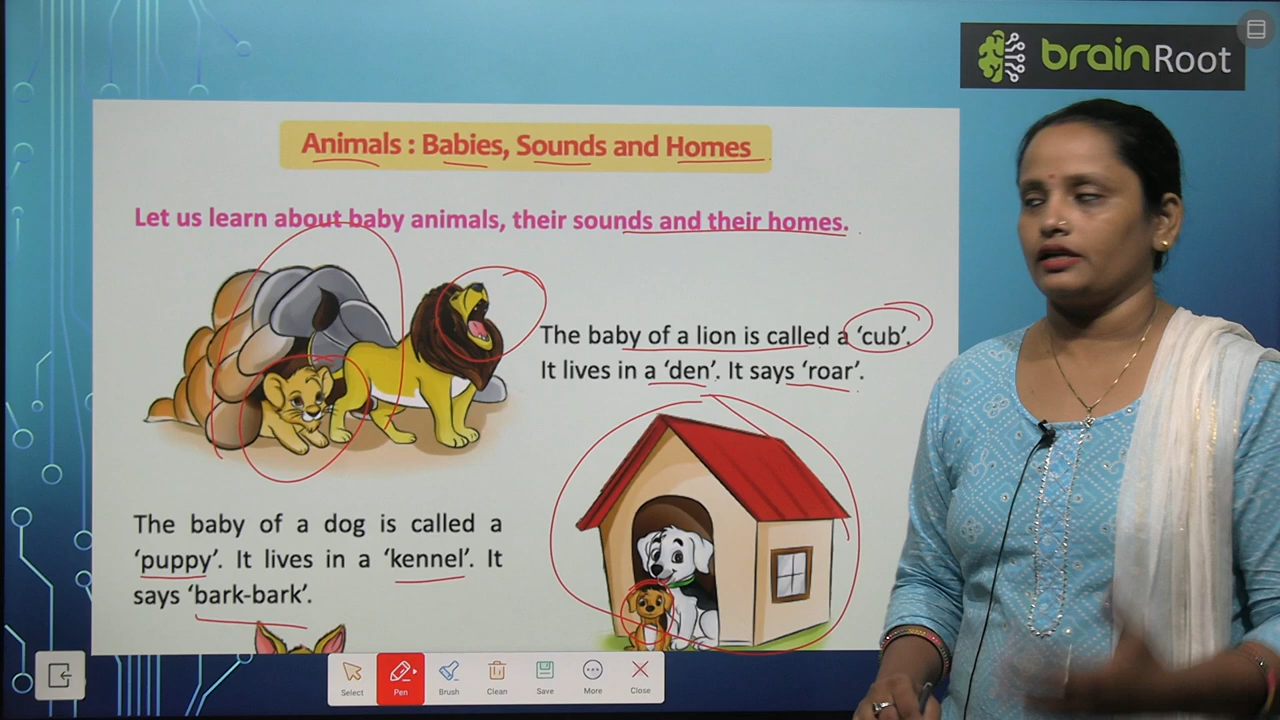 brainRoot
Animals : Babies, Sounds and Homes
Let us learn about baby animals, their sounds and their homes.
The baby of a lion is called a ‘cub’.
It lives in a ‘den’. It says ‘roar’.
The baby of a dog is called a
‘puppy’. It lives in a ‘kennel’. It
says ‘bark-bark’.
Select Pen Brush Clean Save More Close